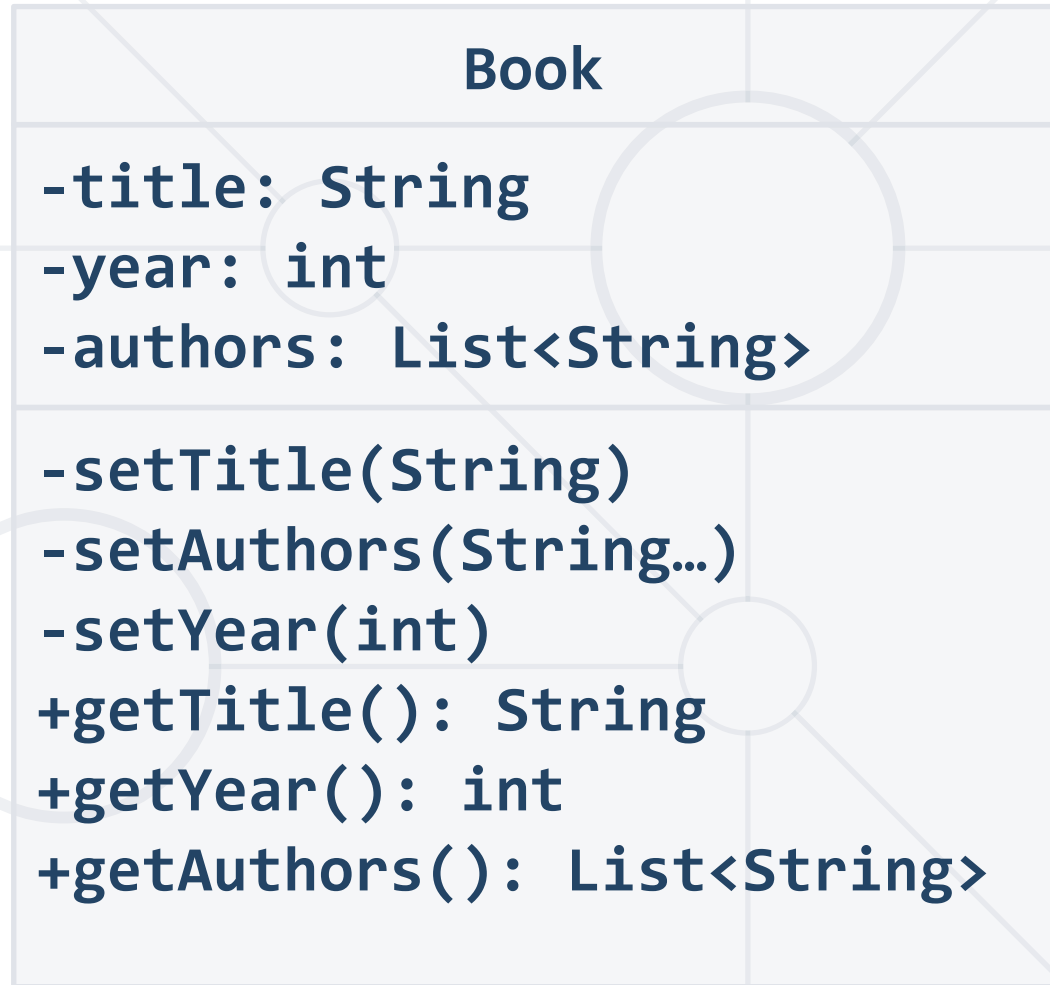 Book
-title: String
-year: int
-authors: List<String>
-setTitle(String)
-setAuthors(String…)
-setYear(int)
+getTitle(): String
+getYear(): int
+getAuthors(): List<String>